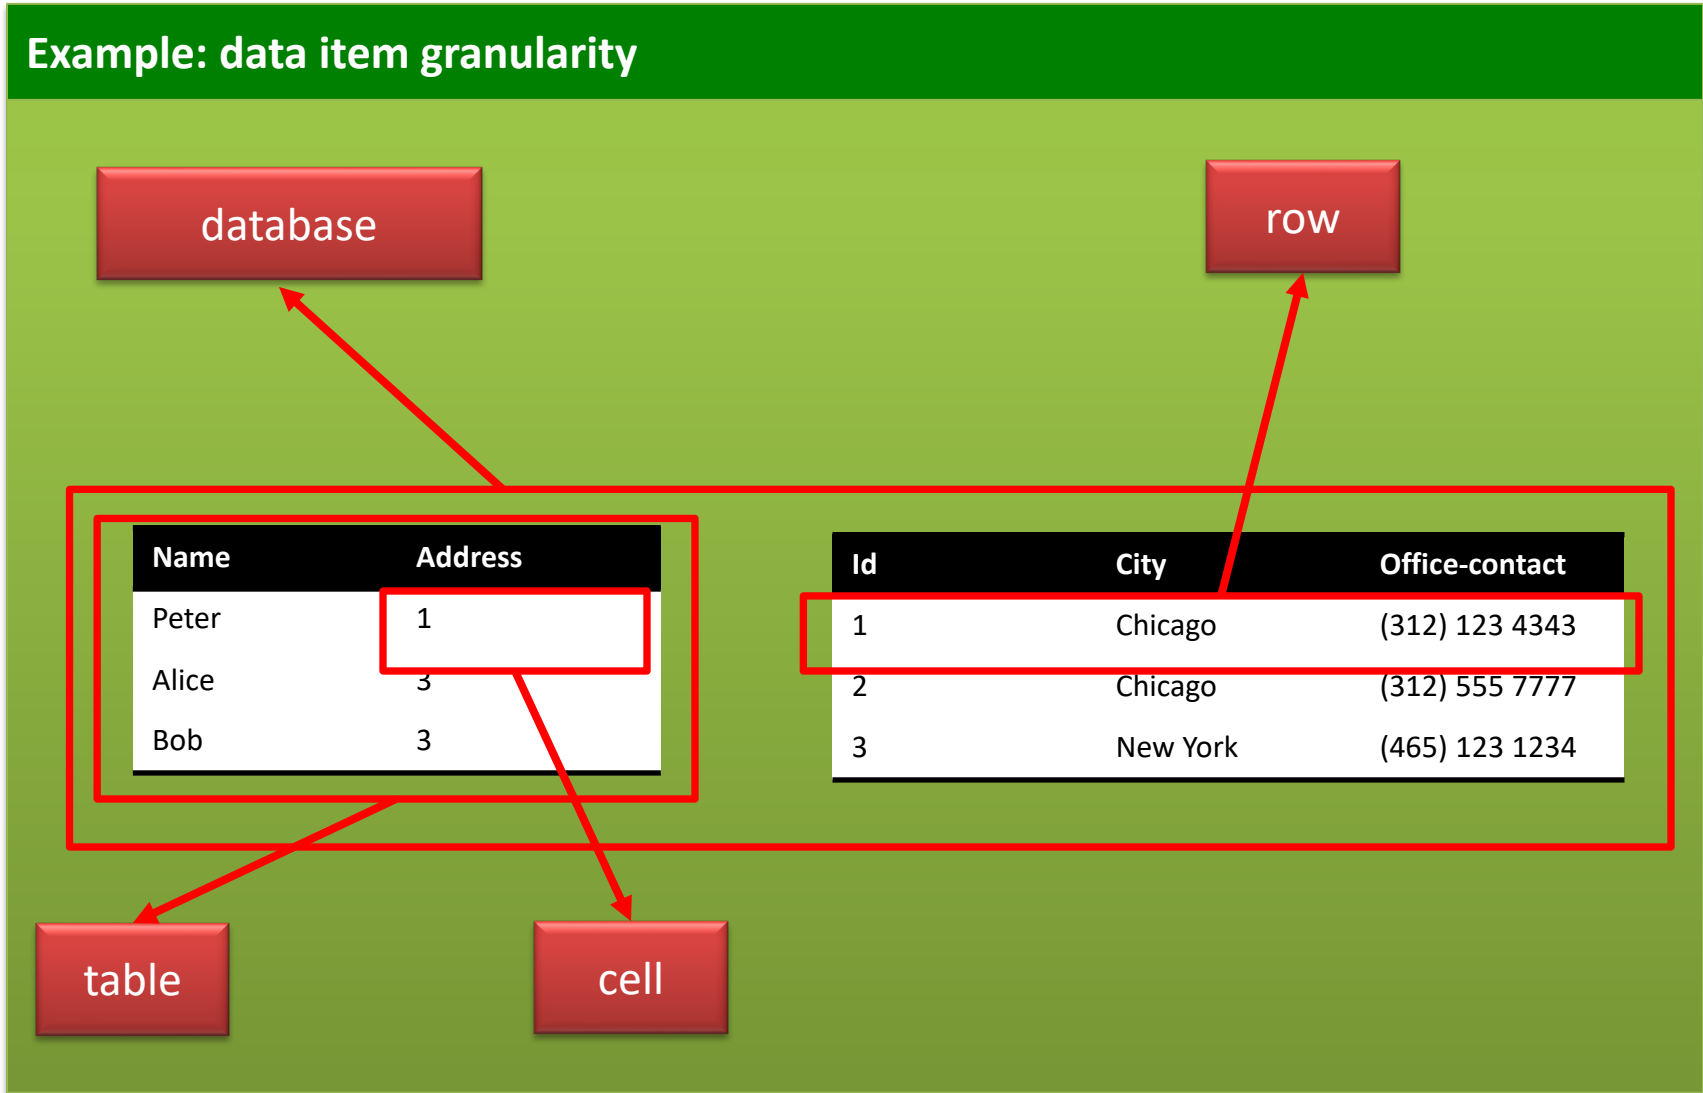 Example: data item granularity
database
row
Name Address
Peter 1
Alice 3
Bob 3
Id City Office-contact
1 Chicago (312) 123 4343
2 Chicago (312) 555 7777
3 New York (465) 123 1234
table
cell